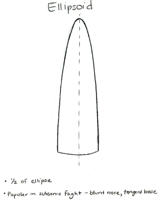 Ellipsoid
• ½ of ellipse
• Popular in subsonic flight - blunt nose, tangent base